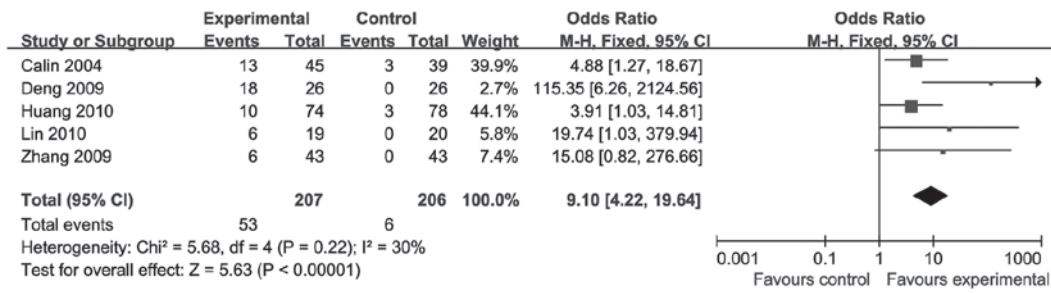 Experimental Control Odds Ratio Odds Ratio
Study or Subgroup Events Total Events Total Weight M-H, Fixed, 95% CI M-H, Fixed, 95% CI
Calin 2004 13 45 3 39 39.9% 4.88 [1.27, 18.67]
Deng 2009 18 26 0 26 2.7% 115.35 [6.26, 2124.56]
Huang 2010 10 74 3 78 44.1% 3.91 [1.03, 14.81]
Lin 2010 6 19 0 20 5.8% 19.74 [1.03, 379.94]
Zhang 2009 6 43 0 43 7.4% 15.08 [0.82, 276.66]
Total (95% CI) 207 206 100.0% 9.10 [4.22, 19.64]
Total events 53 6
Heterogeneity: Chi² = 5.68, df = 4 (P = 0.22); I² = 30%
Test for overall effect: Z = 5.63 (P < 0.00001)
0.001 0.1 1 10 1000
Favours control Favours experimental